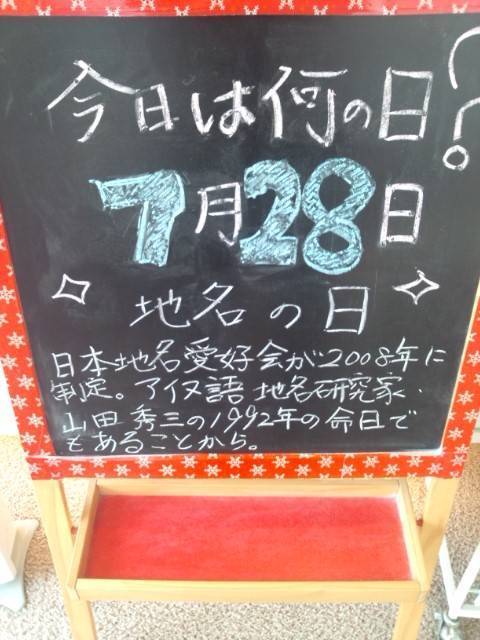 今日は何の日?
7月28日
地名の日
日本地名愛好会が2008年に
制定。アイヌ語地名研究家、
山田秀三の1992年の命日で
もあることから。